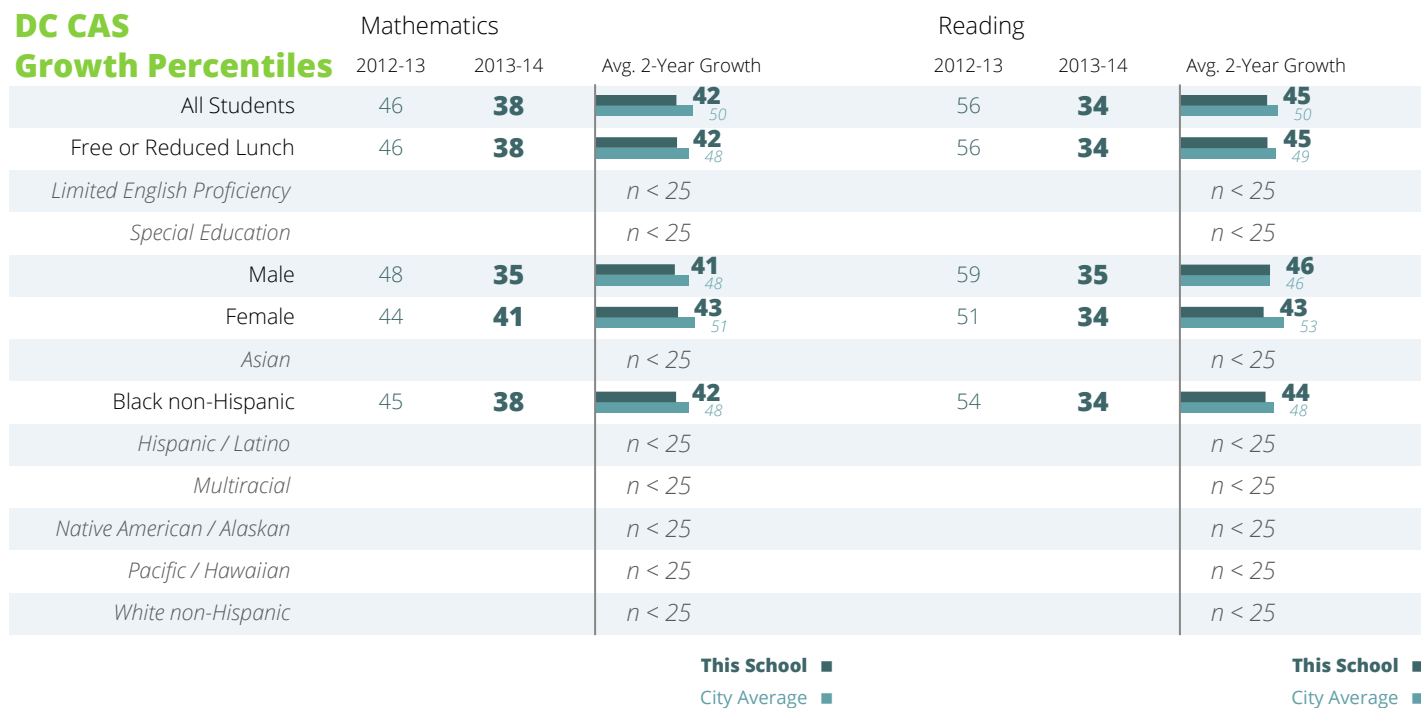 DC CAS
Growth Percentiles
Mathematics
Reading
2012-13 2013-14 Avg. 2-Year Growth 2012-13 2013-14 Avg. 2-Year Growth
All Students 46 38 42 50 56 34 45 50
Free or Reduced Lunch 46 38 42 48 56 34 45 49
Limited English Proficiency n < 25 n < 25
Special Education n < 25 n < 25
Male 48 35 41 48 59 35 46 46
Female 44 41 43 51 51 34 43 53
Asian n < 25 n < 25
Black non-Hispanic 45 38 42 48 54 34 44 48
Hispanic / Latino n < 25 n < 25
Multiracial n < 25 n < 25
Native American / Alaskan n < 25 n < 25
Pacific / Hawaiian n < 25 n < 25
White non-Hispanic n < 25 n < 25
This School This School
City Average City Average